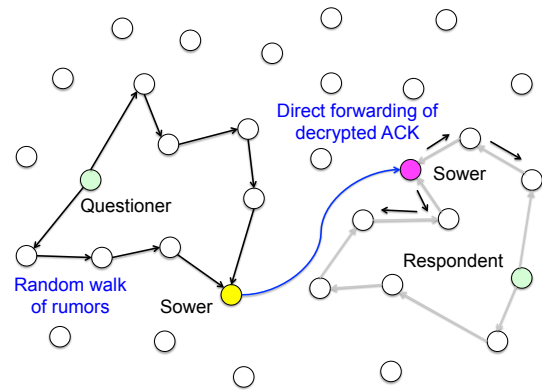 Direct forwarding of
decrypted ACK
Sower
Questioner
Respondent
Random walk
of rumors
Sower